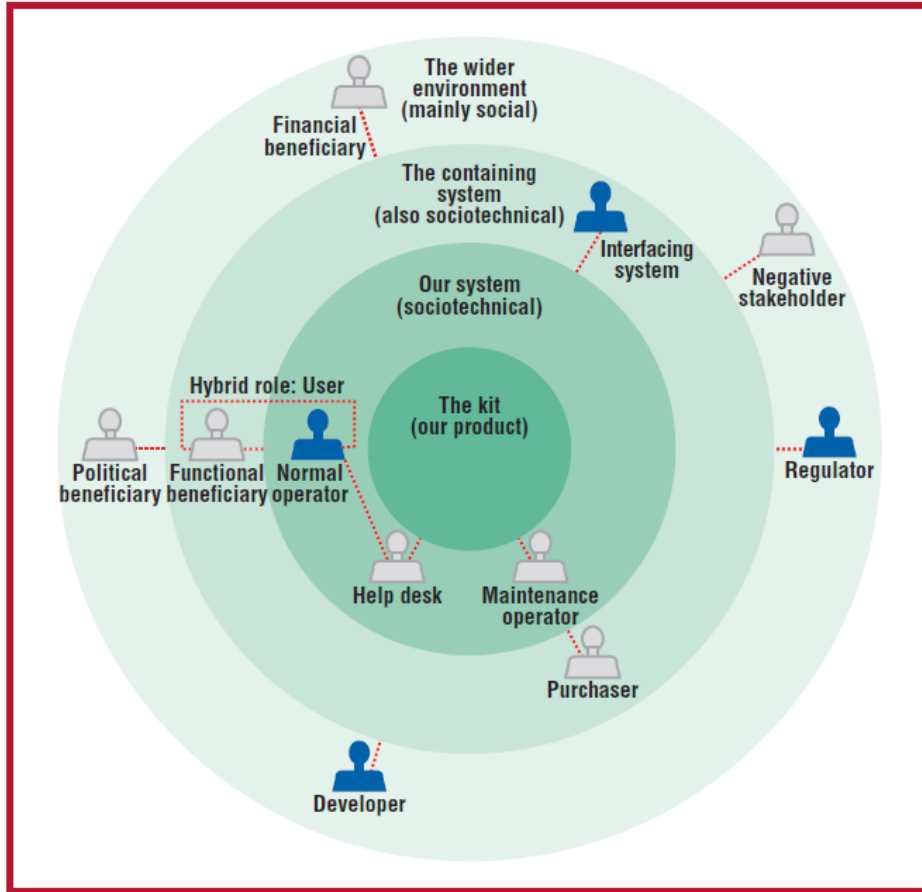 The wider
environment
(mainly social)
Financial
beneficiary
The containing
system
(also sociotechnical)
Interfacing
system
Negative
stakeholder
Our system
(sociotechnical)
Hybrid role: User
The kit
(our product)
Political
beneficiary
Functional
beneficiary
Normal
operator
Regulator
Help desk
Maintenance
operator
Purchaser
Developer